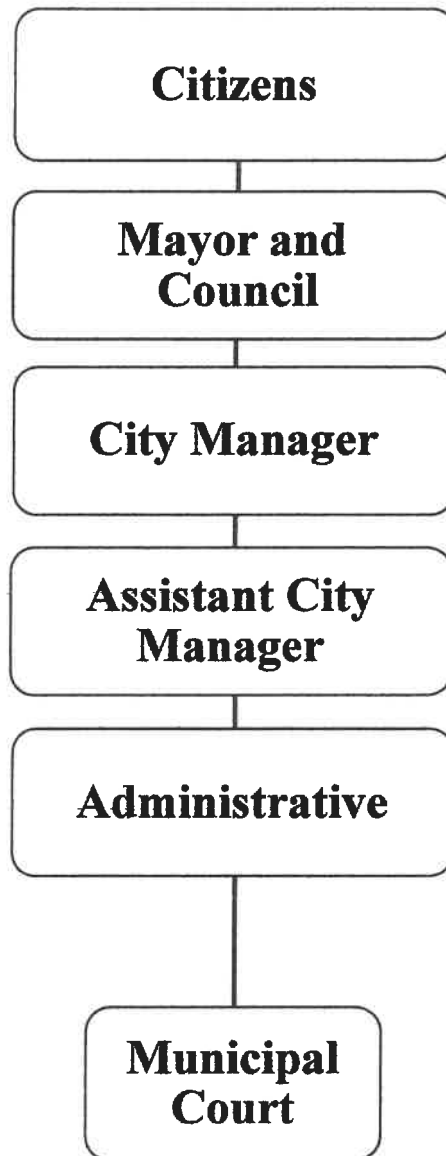 Citizens
Mayor and
Council
City Manager
Assistant City
Manager
Administrative
Municipal
Court